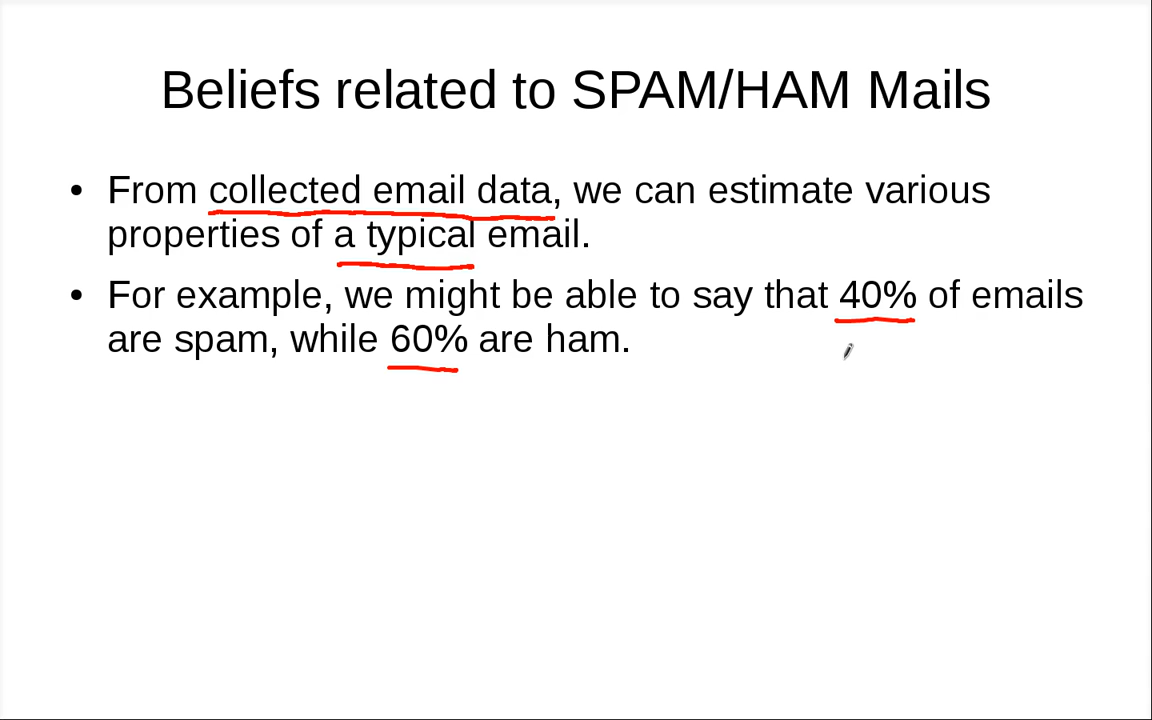 Beliefs related to SPAM/HAM Mails
• From collected email data, we can estimate various
properties of a typical email.
• For example, we might be able to say that 40% of emails
are spam, while 60% are ham.